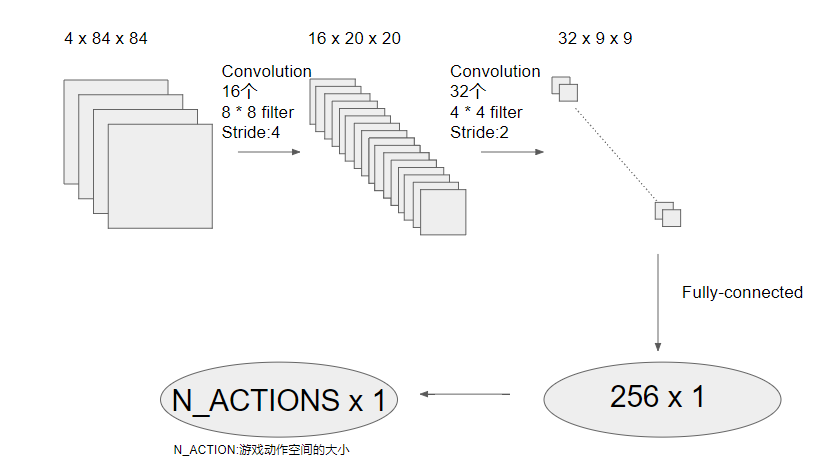 4 x 84 x 84
16 x 20 x 20
32 x 9 x 9
Convolution
16个
8 * 8 filter
Stride:4
Convolution
32个
4 * 4 filter
Stride:2
Fully-connected
256 x 1
N_ACTIONS x 1
N_ACTION:游戏动作空间的大小